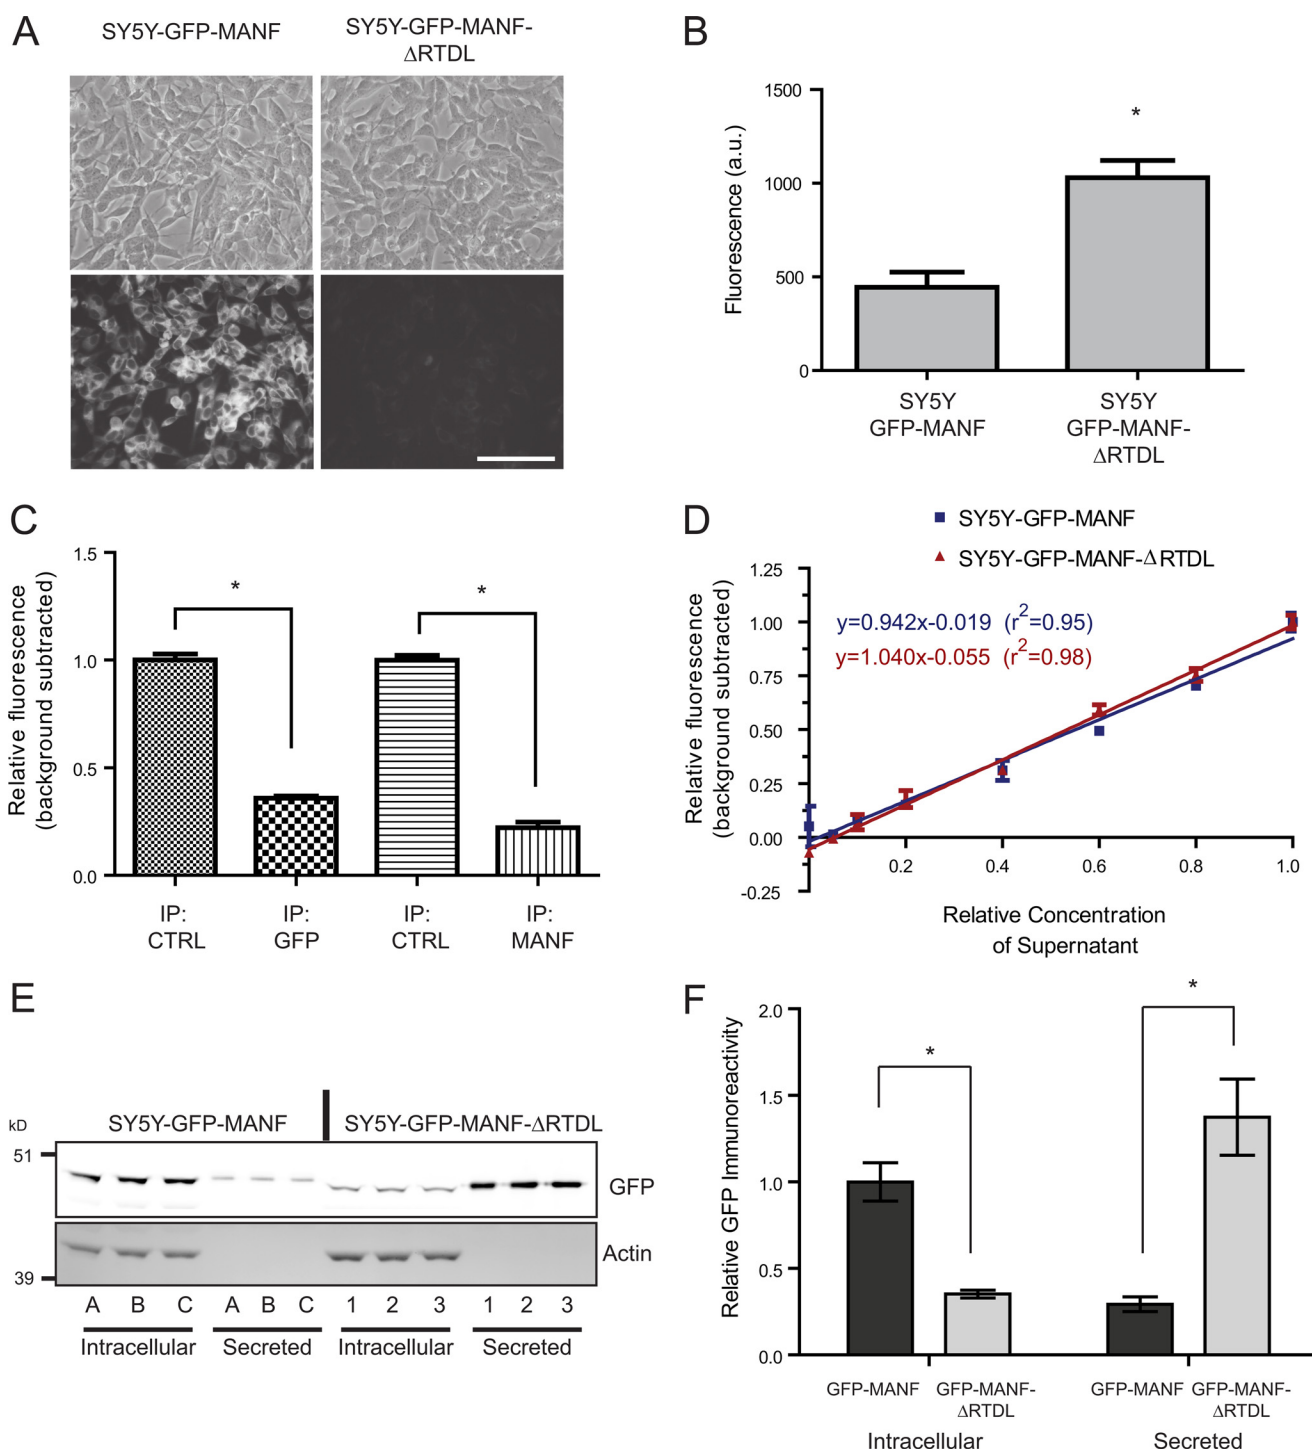 A
SY5Y-GFP-MANF
SY5Y-GFP-MANF-
ΔRTDL
B
Fluorescence (a.u.)
1500
1000
500
0
*
SY5Y
GFP-MANF
SY5Y
GFP-MANF-
ΔRTDL
C
Relative fluorescence
(background subtracted)
1.5
1.0
0.5
0.0
*
*
IP:
CTRL
IP:
GFP
IP:
CTRL
IP:
MANF
D
SY5Y-GFP-MANF
SY5Y-GFP-MANF-ΔRTDL
Relative fluorescence
(background subtracted)
1.25
1.00
0.75
0.50
0.25
0.00
-0.25
y=0.942x-0.019 (r²=0.95)
y=1.040x-0.055 (r²=0.98)
0.2 0.4 0.6 0.8 1.0
Relative Concentration
of Supernatant
E
kD
SY5Y-GFP-MANF
SY5Y-GFP-MANF-ΔRTDL
51
GFP
Actin
39
A B C A B C 1 2 3 1 2 3
Intracellular Secreted Intracellular Secreted
F
Relative GFP Immunoreactivity
2.0
1.5
1.0
0.5
0.0
*
*
GFP-MANF
GFP-MANF-
ΔRTDL
GFP-MANF
GFP-MANF-
ΔRTDL
Intracellular
Secreted